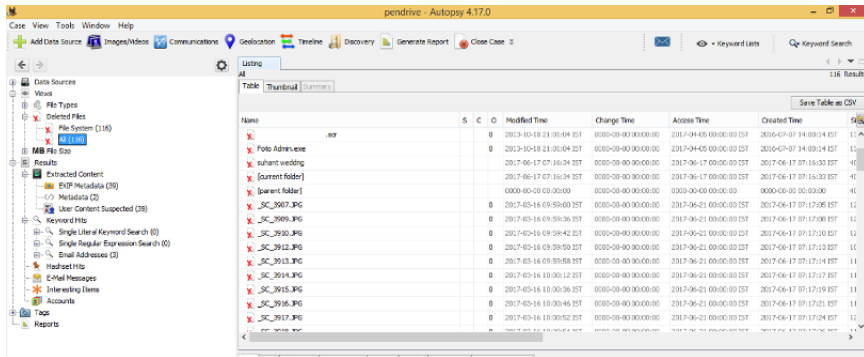 pendrive - Autopsy 4.17.0
Case View Tools Window Help
Add Data Source Images/Videos Communications Geolocation Timeline Discovery Generate Report Close Case Keyword Lists Keyword Search
Listing
All
116 Results
Table Thumbnail Summary
Save Table as CSV
Data Sources
Views
File Types
Deleted Files
File System (116)
All (116)
MB File Size
Results
Extracted Content
EXIF Metadata (39)
Metadata (2)
User Content Suspected (39)
Keyword Hits
Single Literal Keyword Search (0)
Single Regular Expression Search (0)
Email Addresses (3)
Hashset Hits
E-Mail Messages
Interesting Items
Accounts
Tags
Reports
Name S C O Modified Time Change Time Access Time Created Time
.scr 0 2013-10-18 21:01:04 IST 0000-00-00 00:00:00 2017-04-05 00:00:00 IST 2016-07-07 14:08:14 IST
Foto Admin.exe 0 2013-10-18 21:01:04 IST 0000-00-00 00:00:00 2017-04-05 00:00:00 IST 2016-07-07 14:08:14 IST
suhant wedding 2017-06-17 07:16:34 IST 0000-00-00 00:00:00 2017-06-17 00:00:00 IST 2017-06-17 07:16:33 IST
[current folder] 2017-06-17 07:16:34 IST 0000-00-00 00:00:00 2017-06-17 00:00:00 IST 2017-06-17 07:16:33 IST
[parent folder] 0000-00-00 00:00:00 0000-00-00 00:00:00 0000-00-00 00:00:00 0000-00-00 00:00:00
_SC_3907.JPG 0 2017-03-16 09:59:00 IST 0000-00-00 00:00:00 2017-06-21 00:00:00 IST 2017-06-17 07:17:05 IST
_SC_3909.JPG 0 2017-03-16 09:59:36 IST 0000-00-00 00:00:00 2017-06-21 00:00:00 IST 2017-06-17 07:17:08 IST
_SC_3910.JPG 0 2017-03-16 09:59:42 IST 0000-00-00 00:00:00 2017-06-21 00:00:00 IST 2017-06-17 07:17:10 IST
_SC_3912.JPG 0 2017-03-16 09:59:50 IST 0000-00-00 00:00:00 2017-06-21 00:00:00 IST 2017-06-17 07:17:13 IST
_SC_3913.JPG 0 2017-03-16 09:59:58 IST 0000-00-00 00:00:00 2017-06-21 00:00:00 IST 2017-06-17 07:17:14 IST
_SC_3914.JPG 0 2017-03-16 10:00:12 IST 0000-00-00 00:00:00 2017-06-21 00:00:00 IST 2017-06-17 07:17:17 IST
_SC_3915.JPG 0 2017-03-16 10:00:36 IST 0000-00-00 00:00:00 2017-06-21 00:00:00 IST 2017-06-17 07:17:19 IST
_SC_3916.JPG 0 2017-03-16 10:00:46 IST 0000-00-00 00:00:00 2017-06-21 00:00:00 IST 2017-06-17 07:17:21 IST
_SC_3917.JPG 0 2017-03-16 10:00:52 IST 0000-00-00 00:00:00 2017-06-21 00:00:00 IST 2017-06-17 07:17:24 IST